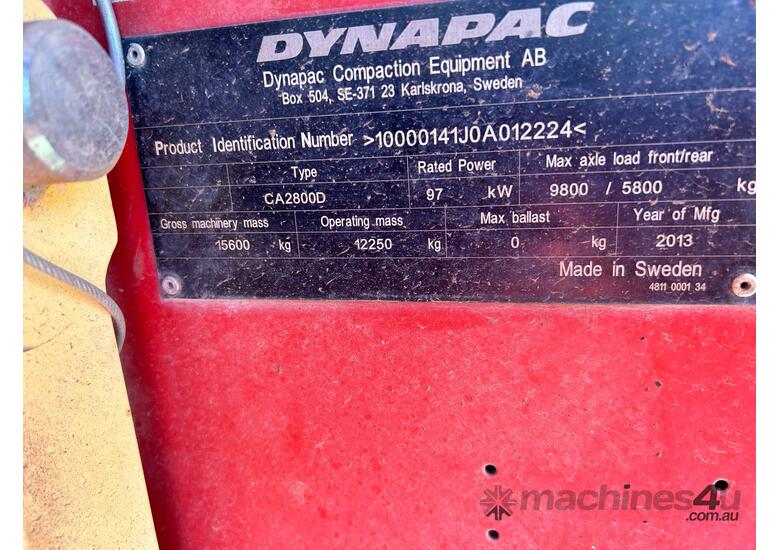 DYNAPAC
Dynapac Compaction Equipment AB
Box 504, SE-371 23 Karlskrona, Sweden
Product Identification Number >10000141J0A012224<
Type Rated Power Max axle load front/rear
CA2800D 97 kW 9800 / 5800 kg
Gross machinery mass Operating mass Max ballast Year of Mfg
15600 kg 12250 kg 0 kg 2013
Made in Sweden
4811 0001 34
machines4u
.com.au